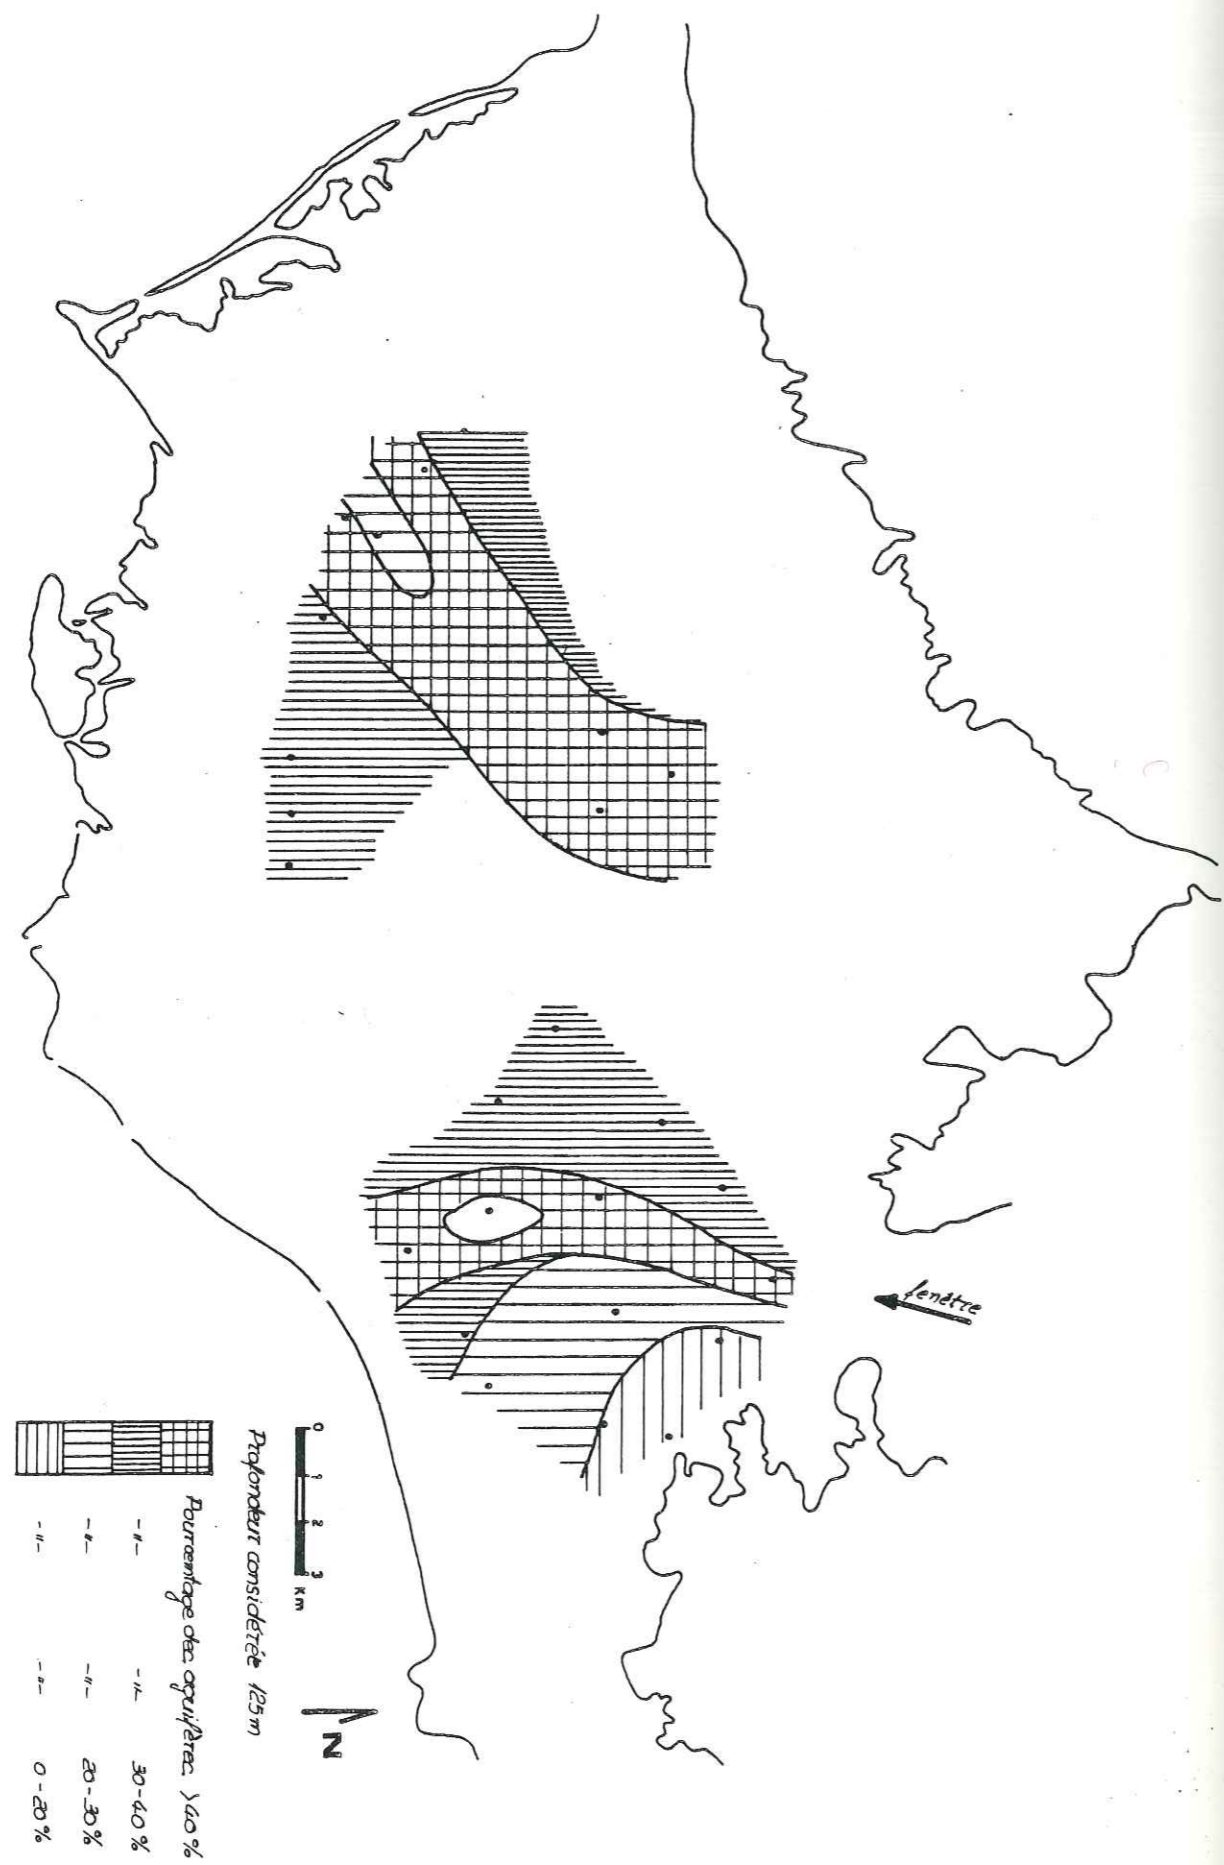 fenêtre
0 1 2 3 Km
N
Profondeur considérée 125m
Pourcentage des aquifères >40%
-"- -"- 30-40%
-"- -"- 20-30%
-"- -"- 0-20%